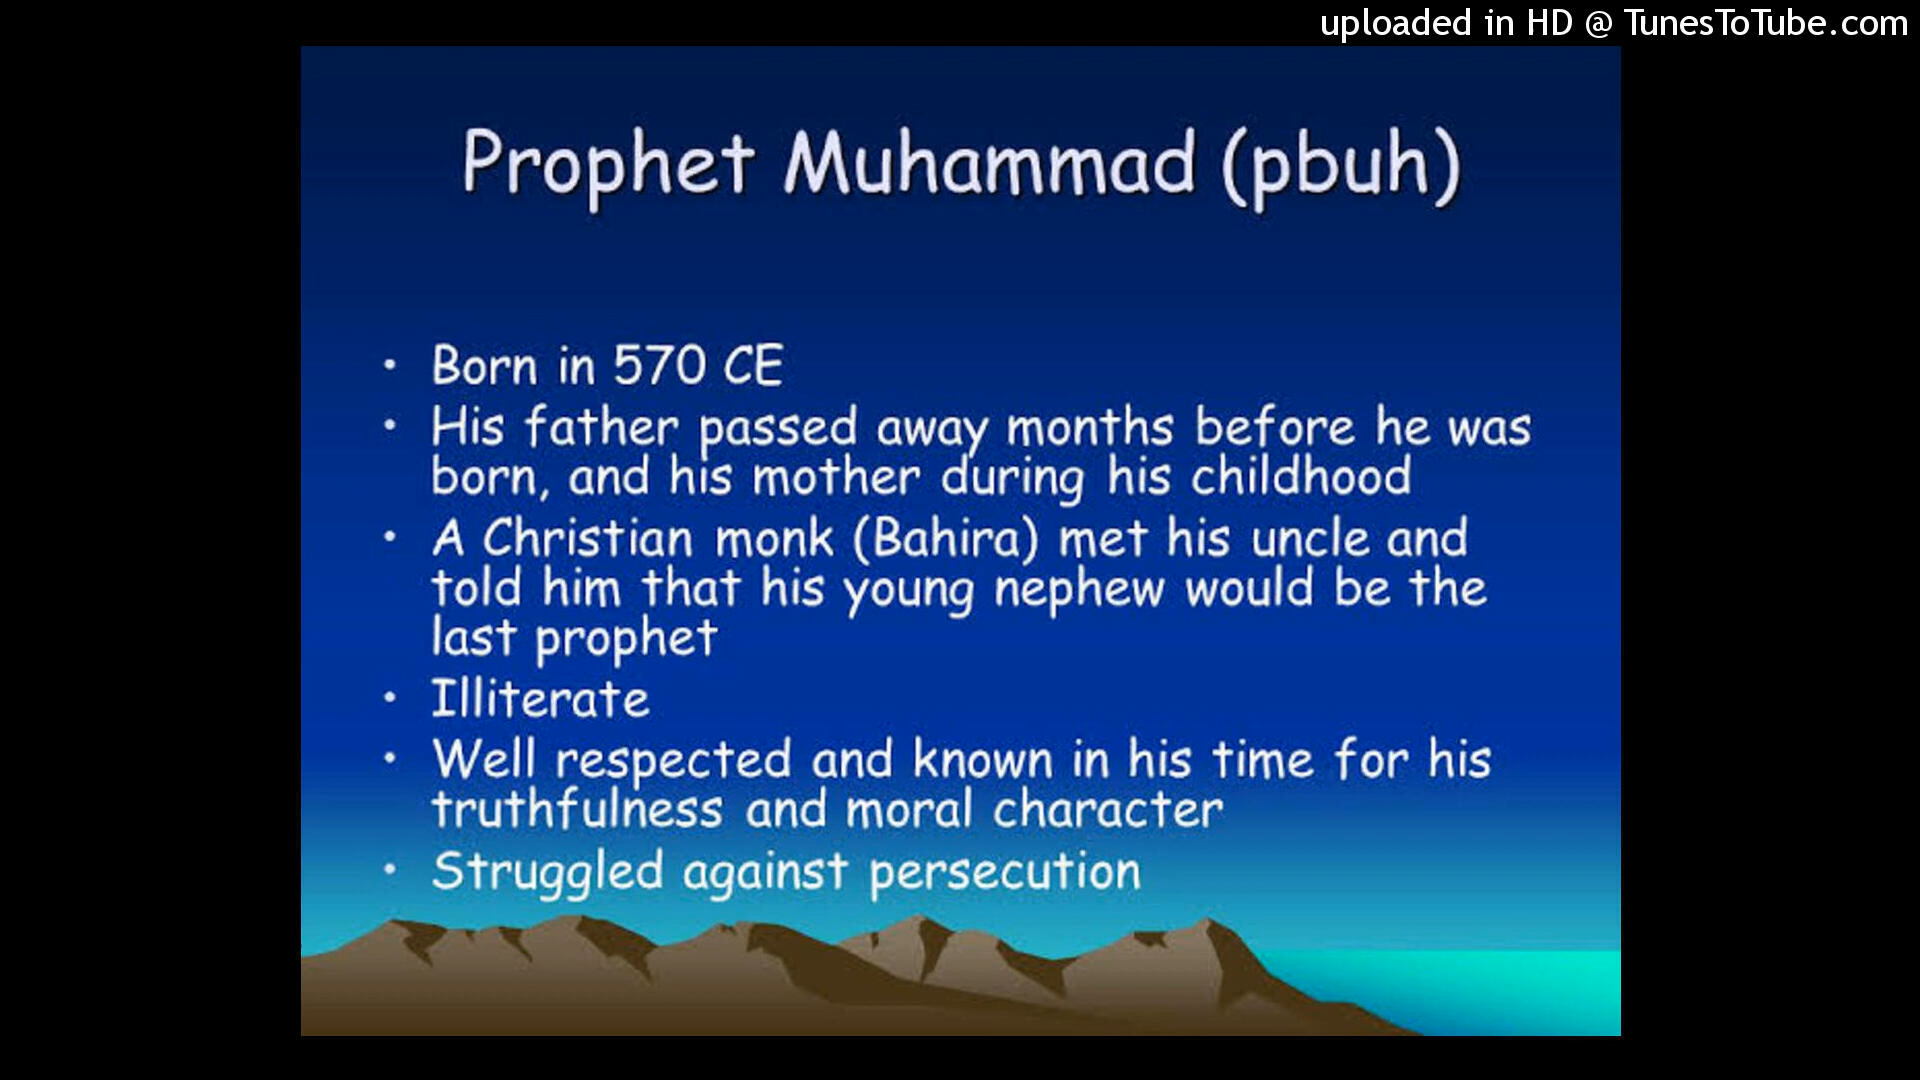 uploaded in HD @ TunesToTube.com
Prophet Muhammad (pbuh)
• Born in 570 CE
• His father passed away months before he was
born, and his mother during his childhood
• A Christian monk (Bahira) met his uncle and
told him that his young nephew would be the
last prophet
• Illiterate
• Well respected and known in his time for his
truthfulness and moral character
• Struggled against persecution